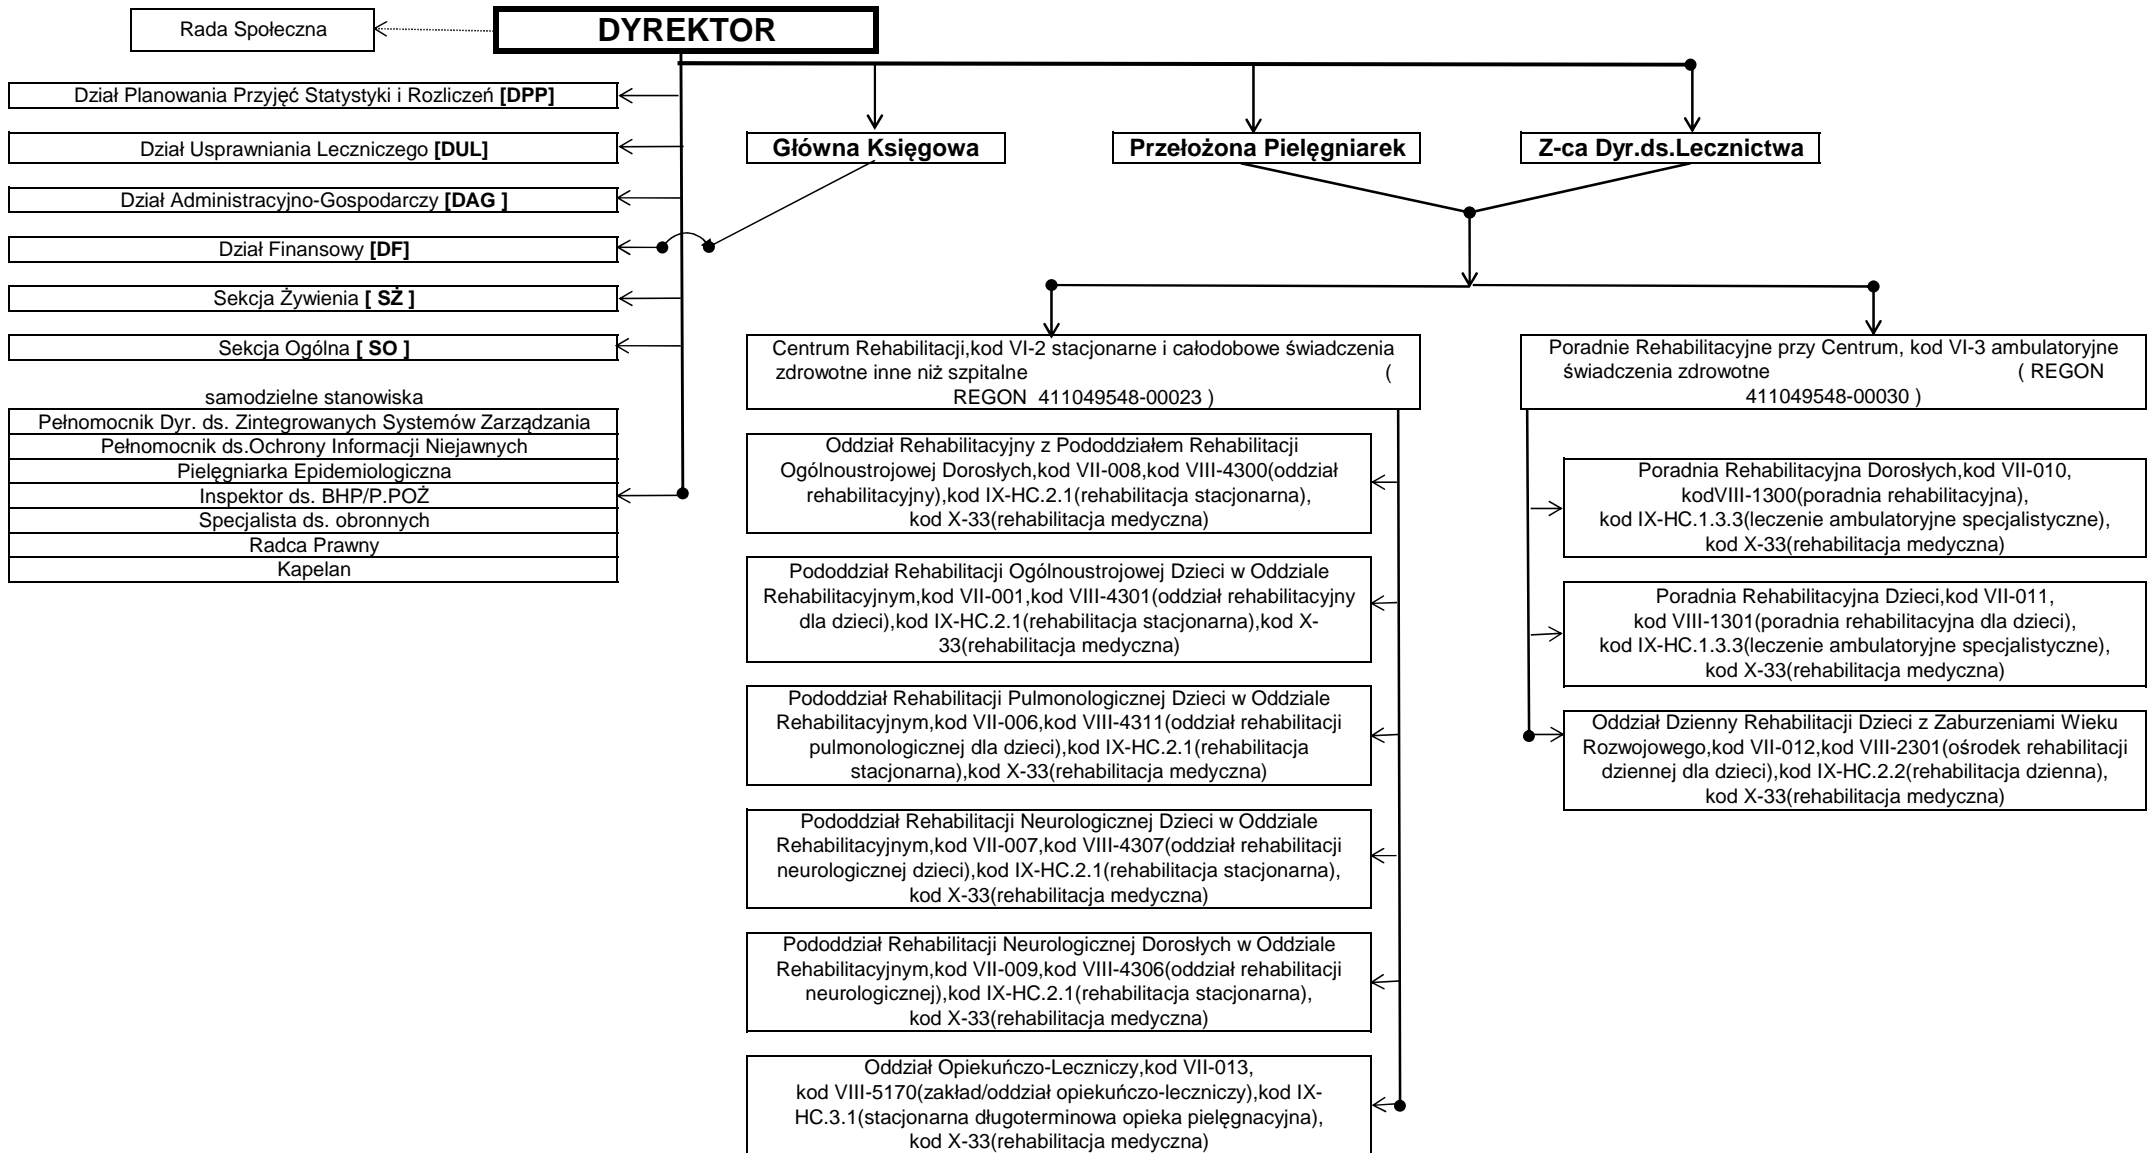 Rada Społeczna
DYREKTOR
Dział Planowania Przyjęć Statystyki i Rozliczeń [DPP]
Dział Usprawniania Leczniczego [DUL]
Dział Administracyjno-Gospodarczy [DAG ]
Dział Finansowy [DF]
Sekcja Żywienia [ SŻ ]
Sekcja Ogólna [ SO ]
samodzielne stanowiska
Pełnomocnik Dyr. ds. Zintegrowanych Systemów Zarządzania
Pełnomocnik ds.Ochrony Informacji Niejawnych
Pielęgniarka Epidemiologiczna
Inspektor ds. BHP/P.POŻ
Specjalista ds. obronnych
Radca Prawny
Kapelan
Główna Księgowa
Przełożona Pielęgniarek
Z-ca Dyr.ds.Lecznictwa
Centrum Rehabilitacji,kod VI-2 stacjonarne i całodobowe świadczenia
zdrowotne inne niż szpitalne (
REGON 411049548-00023 )
Oddział Rehabilitacyjny z Pododdziałem Rehabilitacji
Ogólnoustrojowej Dorosłych,kod VII-008,kod VIII-4300(oddział
rehabilitacyjny),kod IX-HC.2.1(rehabilitacja stacjonarna),
kod X-33(rehabilitacja medyczna)
Pododdział Rehabilitacji Ogólnoustrojowej Dzieci w Oddziale
Rehabilitacyjnym,kod VII-001,kod VIII-4301(oddział rehabilitacyjny
dla dzieci),kod IX-HC.2.1(rehabilitacja stacjonarna),kod X-
33(rehabilitacja medyczna)
Pododdział Rehabilitacji Pulmonologicznej Dzieci w Oddziale
Rehabilitacyjnym,kod VII-006,kod VIII-4311(oddział rehabilitacji
pulmonologicznej dla dzieci),kod IX-HC.2.1(rehabilitacja
stacjonarna),kod X-33(rehabilitacja medyczna)
Pododdział Rehabilitacji Neurologicznej Dzieci w Oddziale
Rehabilitacyjnym,kod VII-007,kod VIII-4307(oddział rehabilitacji
neurologicznej dzieci),kod IX-HC.2.1(rehabilitacja stacjonarna),
kod X-33(rehabilitacja medyczna)
Pododdział Rehabilitacji Neurologicznej Dorosłych w Oddziale
Rehabilitacyjnym,kod VII-009,kod VIII-4306(oddział rehabilitacji
neurologicznej),kod IX-HC.2.1(rehabilitacja stacjonarna),
kod X-33(rehabilitacja medyczna)
Oddział Opiekuńczo-Leczniczy,kod VII-013,
kod VIII-5170(zakład/oddział opiekuńczo-leczniczy),kod IX-
HC.3.1(stacjonarna długoterminowa opieka pielęgnacyjna),
kod X-33(rehabilitacja medyczna)
Poradnie Rehabilitacyjne przy Centrum, kod VI-3 ambulatoryjne
świadczenia zdrowotne ( REGON
411049548-00030 )
Poradnia Rehabilitacyjna Dorosłych,kod VII-010,
kodVIII-1300(poradnia rehabilitacyjna),
kod IX-HC.1.3.3(leczenie ambulatoryjne specjalistyczne),
kod X-33(rehabilitacja medyczna)
Poradnia Rehabilitacyjna Dzieci,kod VII-011,
kod VIII-1301(poradnia rehabilitacyjna dla dzieci),
kod IX-HC.1.3.3(leczenie ambulatoryjne specjalistyczne),
kod X-33(rehabilitacja medyczna)
Oddział Dzienny Rehabilitacji Dzieci z Zaburzeniami Wieku
Rozwojowego,kod VII-012,kod VIII-2301(ośrodek rehabilitacji
dziennej dla dzieci),kod IX-HC.2.2(rehabilitacja dzienna),
kod X-33(rehabilitacja medyczna)